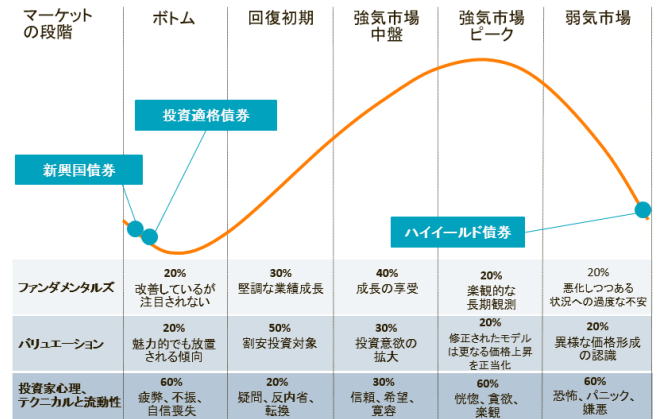 マーケット
の段階
ボトム
回復初期
強気市場
中盤
強気市場
ピーク
弱気市場
投資適格債券
新興国債券
ハイイールド債券
ファンダメンタルズ
20%
改善しているが
注目されない
30%
堅調な業績成長
40%
成長の享受
20%
楽観的な
長期観測
20%
悪化しつつある
状況への過度な不安
バリュエーション
20%
魅力的でも放置
される傾向
50%
割安投資対象
30%
投資意欲の
拡大
20%
修正されたモデル
は更なる価格上昇
を正当化
20%
異様な価格形成
の認識
投資家心理、
テクニカルと流動性
60%
疲弊、不振、
自信喪失
20%
疑問、反内省、
転換
30%
信頼、希望、
寛容
60%
恍惚、貪欲、
楽観
60%
恐怖、パニック、
嫌悪